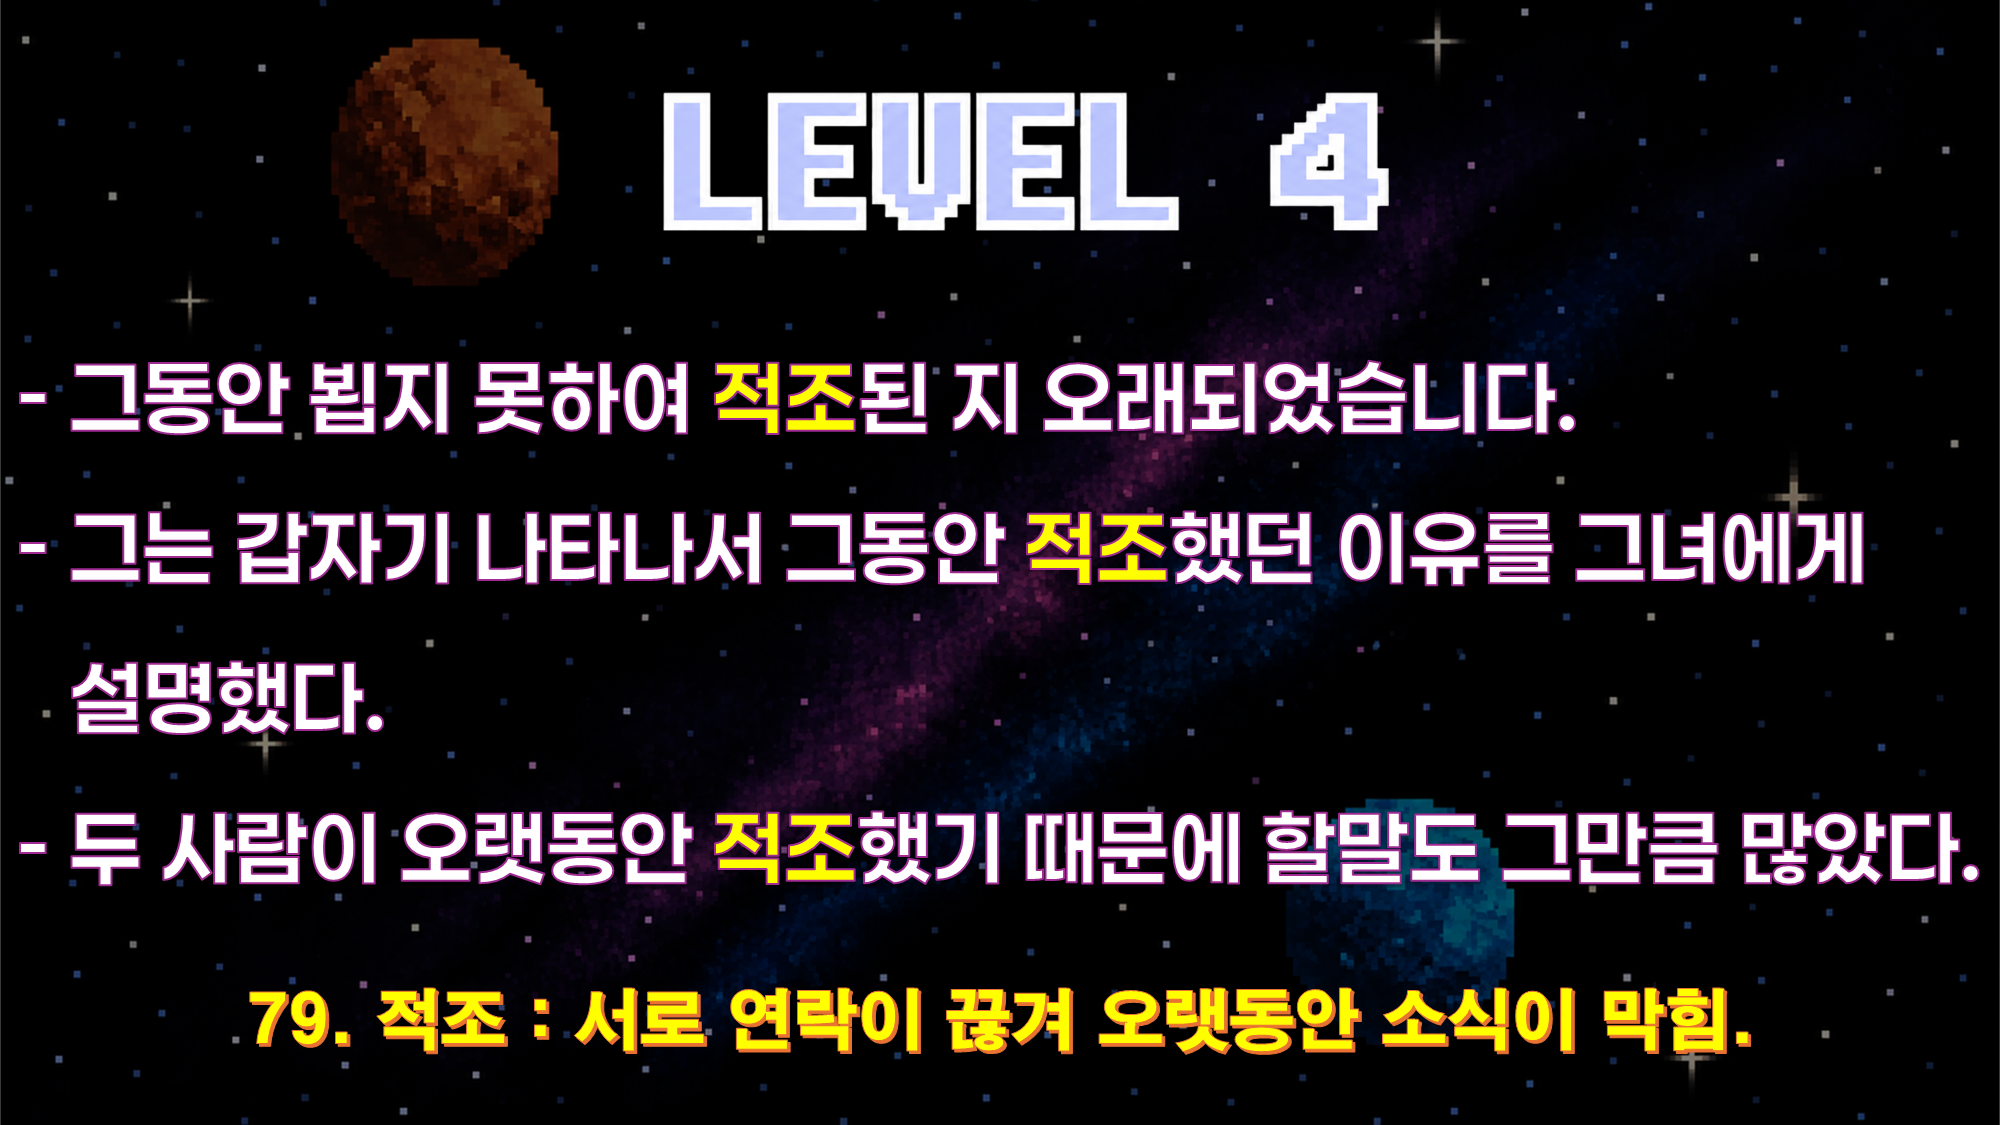 LEVEL 4
- 그동안 뵙지 못하여 적조된 지 오래되었습니다.
- 그는 갑자기 나타나서 그동안 적조했던 이유를 그녀에게
설명했다.
- 두 사람이 오랫동안 적조했기 때문에 할말도 그만큼 많았다.
79. 적조 : 서로 연락이 끊겨 오랫동안 소식이 막힘.